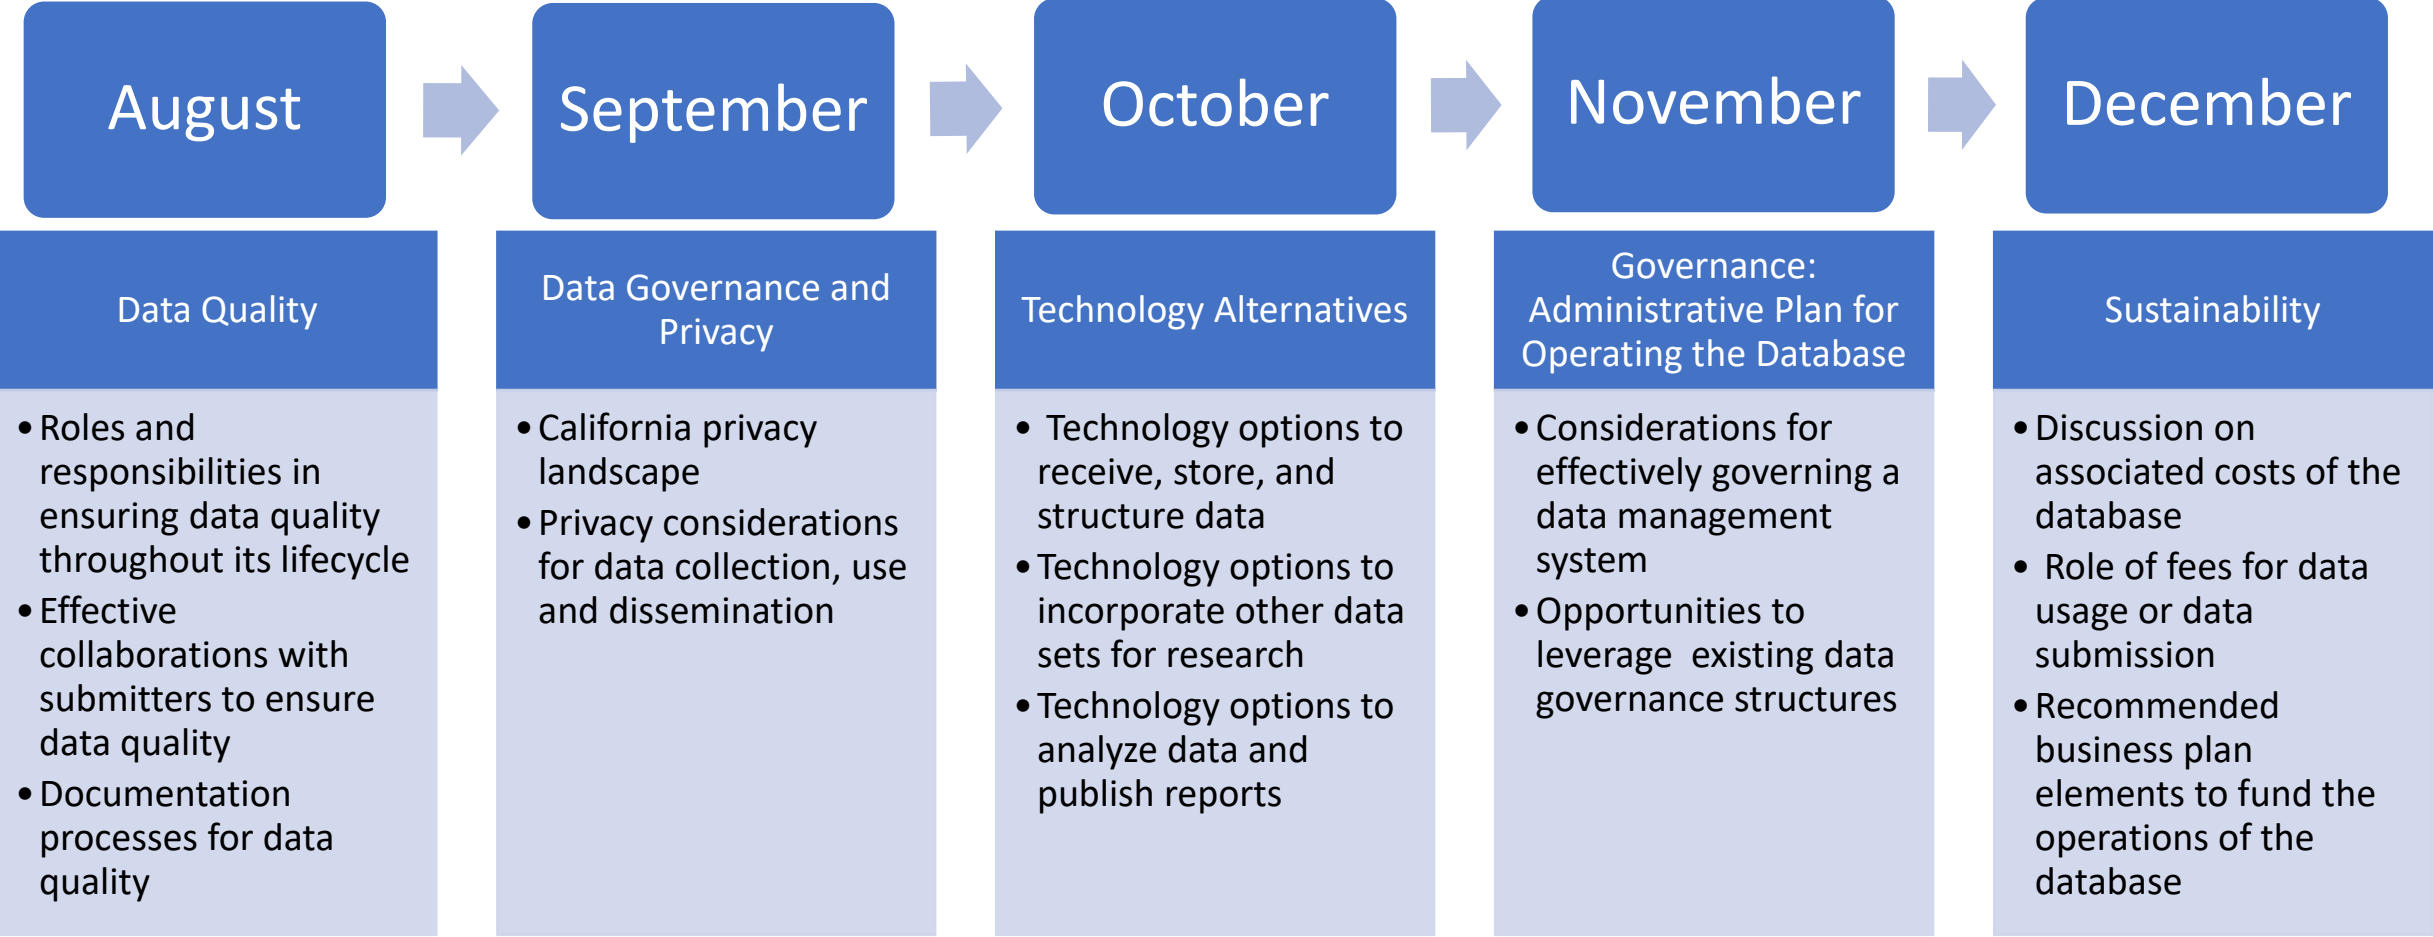 August
September
October
November
December
Data Quality
• Roles and
responsibilities in
ensuring data quality
throughout its lifecycle
• Effective
collaborations with
submitters to ensure
data quality
• Documentation
processes for data
quality
Data Governance and
Privacy
• California privacy
landscape
• Privacy considerations
for data collection, use
and dissemination
Technology Alternatives
• Technology options to
receive, store, and
structure data
• Technology options to
incorporate other data
sets for research
• Technology options to
analyze data and
publish reports
Governance:
Administrative Plan for
Operating the Database
• Considerations for
effectively governing a
data management
system
• Opportunities to
leverage existing data
governance structures
Sustainability
• Discussion on
associated costs of the
database
• Role of fees for data
usage or data
submission
• Recommended
business plan
elements to fund the
operations of the
database